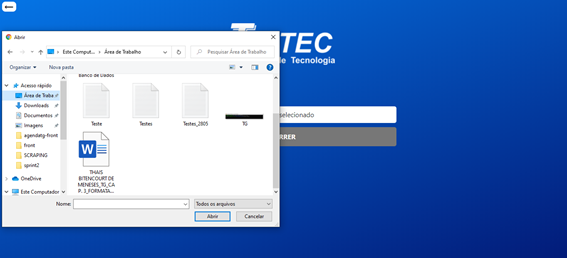 TEC
de Tecnologia
selecionado
RRER
Abrir
Este Comput... > Área de Trabalho
Pesquisar Área de Trabalho
Organizar
Nova pasta
Acesso rápido
Área de Traba
Downloads
Documentos
Imagens
agendatg-front
front
SCRAPING
sprint2
OneDrive
Este Computador
Banco de Dados
Teste
Testes
Testes_2805
TG
THAIS
BITENCOURT DE
MENESES_TG_CA
P. 3_FORMATA...
Nome:
Todos os arquivos
Abrir
Cancelar